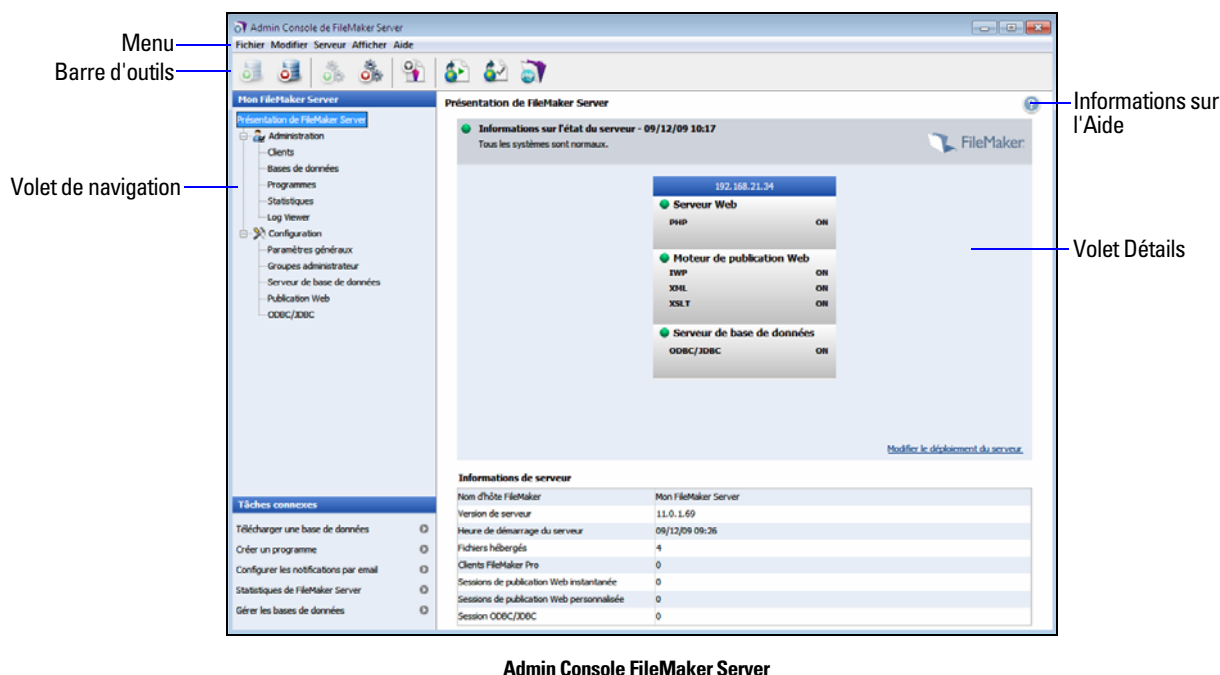 Admin Console de FileMaker Server
Fichier Modifier Serveur Afficher Aide
Menu
Barre d'outils
Volet de navigation
Informations sur
l'Aide
Volet Détails
Mon FileMaker Server
Présentation de FileMaker Server
Administration
Clients
Bases de données
Programmes
Statistiques
Log Viewer
Configuration
Paramètres généraux
Groupes administrateur
Serveur de base de données
Publication Web
ODBC/JDBC
Tâches connexes
Télécharger une base de données
Créer un programme
Configurer les notifications par email
Statistiques de FileMaker Server
Gérer les bases de données
Présentation de FileMaker Server
Informations sur l'état du serveur - 09/12/09 10:17
Tous les systèmes sont normaux.
FileMaker
192.168.21.34
Serveur Web
PHP ON
Moteur de publication Web
IWP ON
XML ON
XSLT ON
Serveur de base de données
ODBC/JDBC ON
Modifier le déploiement du serveur.
Informations de serveur
Nom d'hôte FileMaker Mon FileMaker Server
Version de serveur 11.0.1.69
Heure de démarrage du serveur 09/12/09 09:26
Fichiers hébergés 4
Clients FileMaker Pro 0
Sessions de publication Web instantanée 0
Sessions de publication Web personnalisée 0
Session ODBC/JDBC 0
Admin Console FileMaker Server